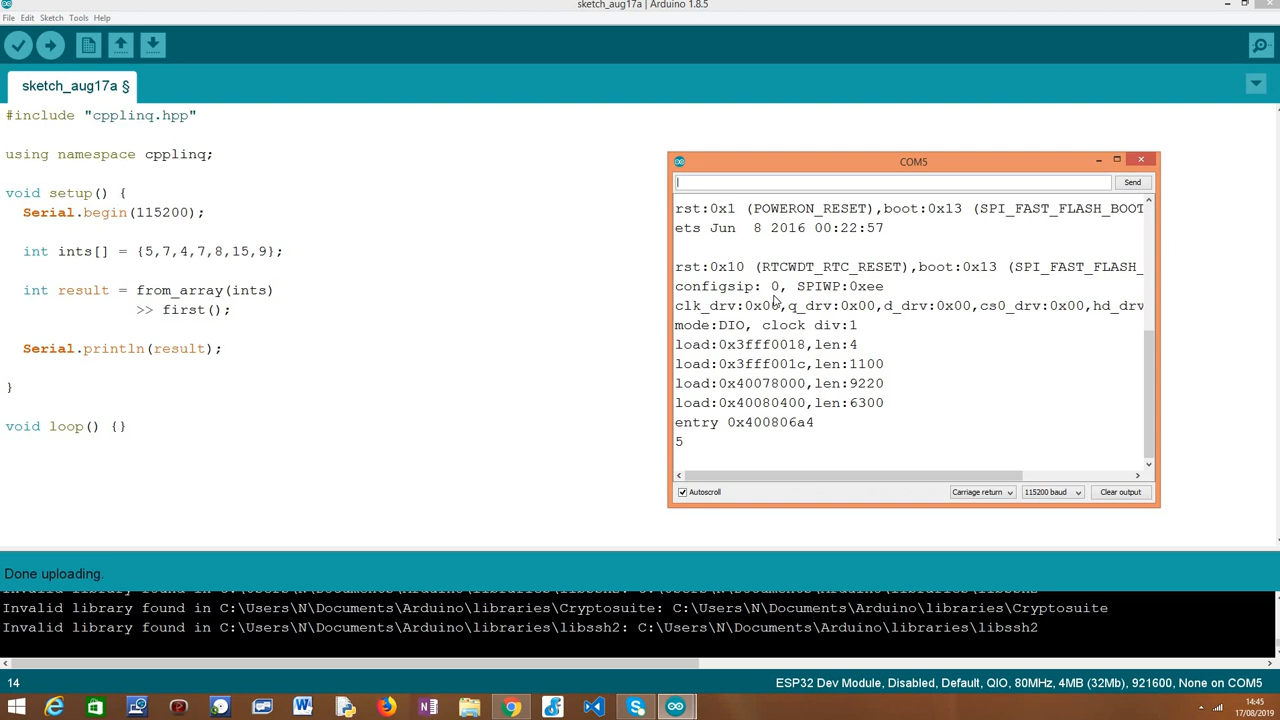 sketch_aug17a | Arduino 1.8.5
File Edit Sketch Tools Help
sketch_aug17a §
#include "cpplinq.hpp"
using namespace cpplinq;
void setup() {
Serial.begin(115200);
int ints[] = {5,7,4,7,8,15,9};
int result = from_array(ints)
>> first();
Serial.println(result);
}
void loop() {}
COM5
Send
rst:0x1 (POWERON_RESET),boot:0x13 (SPI_FAST_FLASH_BOOT
ets Jun  8 2016 00:22:57
rst:0x10 (RTCWDT_RTC_RESET),boot:0x13 (SPI_FAST_FLASH_
configsip: 0, SPIWP:0xee
clk_drv:0x00,q_drv:0x00,d_drv:0x00,cs0_drv:0x00,hd_drv
mode:DIO, clock div:1
load:0x3fff0018,len:4
load:0x3fff001c,len:1100
load:0x40078000,len:9220
load:0x40080400,len:6300
entry 0x400806a4
5
Autoscroll Carriage return 115200 baud Clear output
Done uploading.
Invalid library found in C:\Users\N\Documents\Arduino\libraries\Cryptosuite: C:\Users\N\Documents\Arduino\libraries\Cryptosuite
Invalid library found in C:\Users\N\Documents\Arduino\libraries\libssh2: C:\Users\N\Documents\Arduino\libraries\libssh2
14 ESP32 Dev Module, Disabled, Default, QIO, 80MHz, 4MB (32Mb), 921600, None on COM5
14:45
17/08/2019